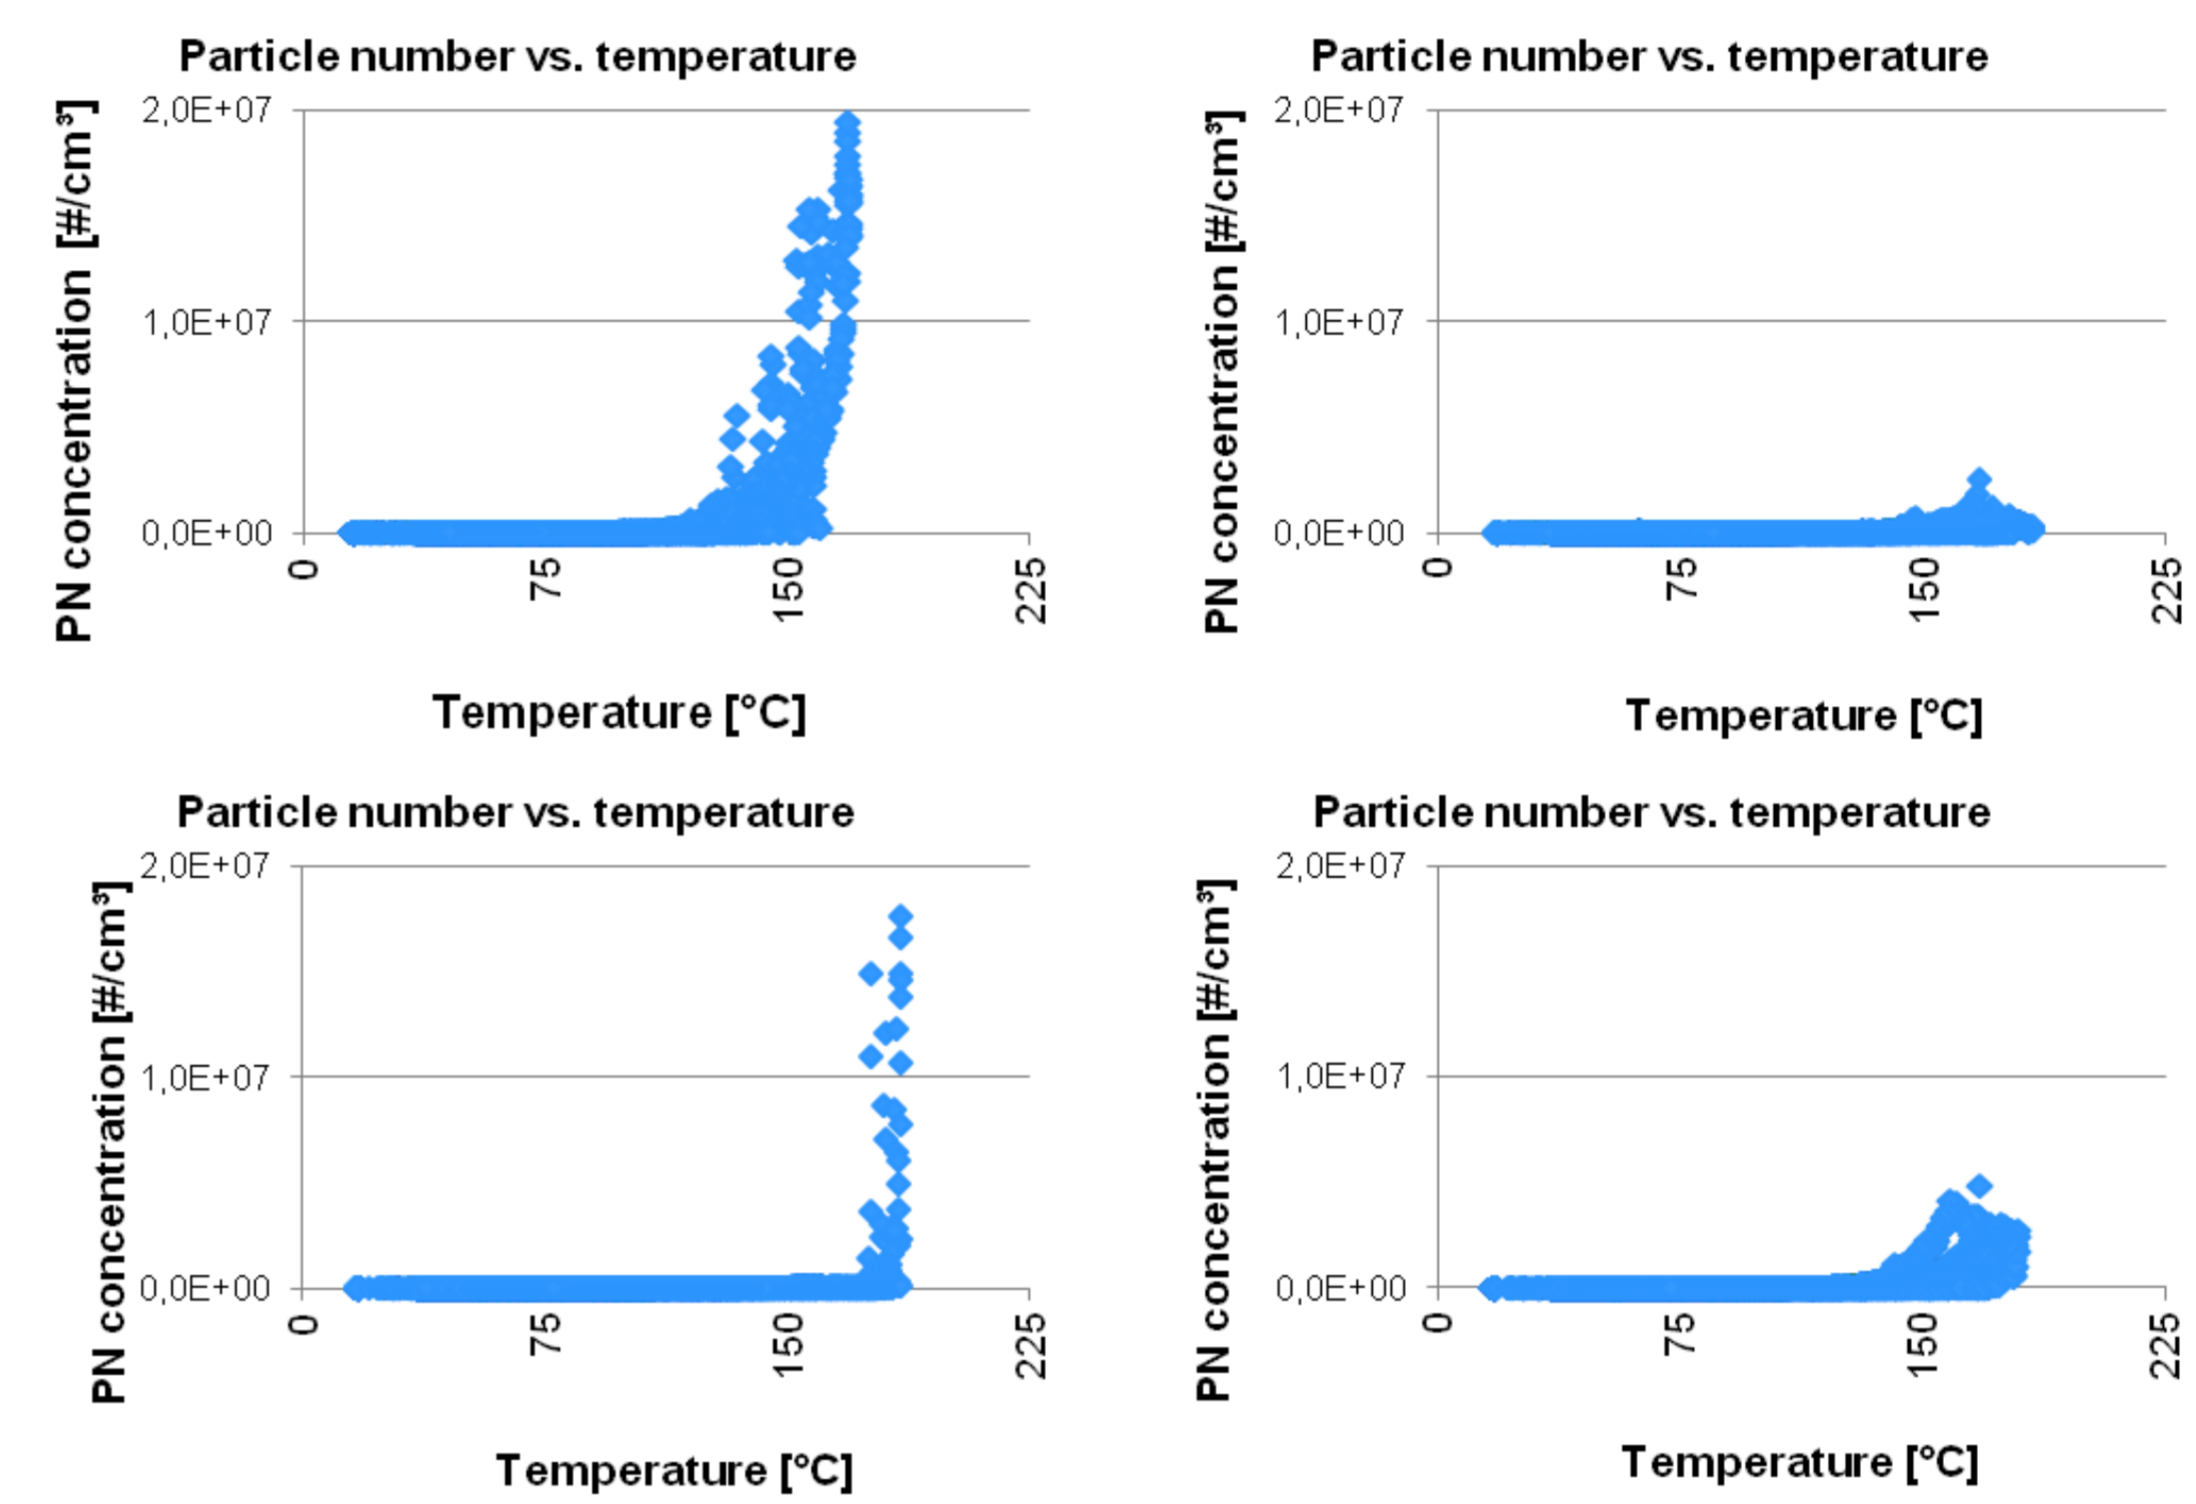 Particle number vs. temperature
PN concentration [#/cm³]
2,0E+07
1,0E+07
0,0E+00
0
75
150
225
Temperature [°C]
Particle number vs. temperature
PN concentration [#/cm³]
2,0E+07
1,0E+07
0,0E+00
0
75
150
225
Temperature [°C]
Particle number vs. temperature
PN concentration [#/cm³]
2,0E+07
1,0E+07
0,0E+00
0
75
150
225
Temperature [°C]
Particle number vs. temperature
PN concentration [#/cm³]
2,0E+07
1,0E+07
0,0E+00
0
75
150
225
Temperature [°C]